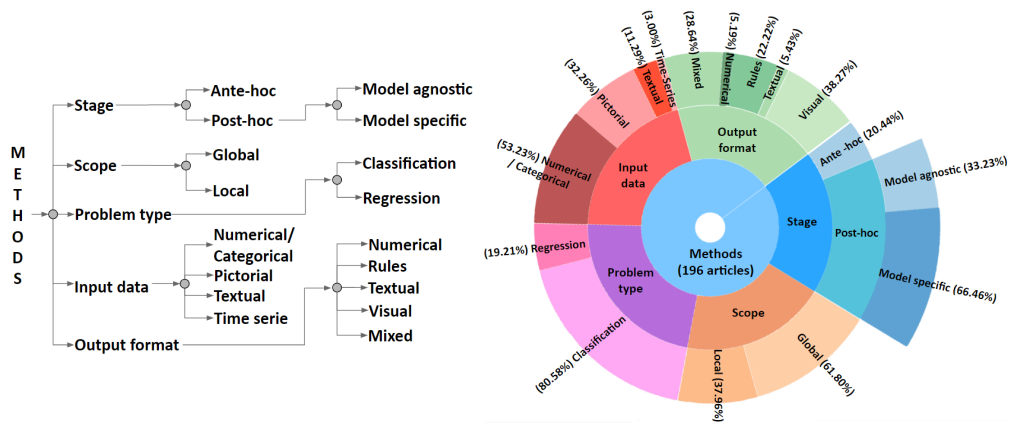 METHODS
Stage
Ante-hoc
Post-hoc
Model agnostic
Model specific
Scope
Global
Local
Problem type
Classification
Regression
Input data
Numerical/
Categorical
Pictorial
Textual
Time serie
Output format
Numerical
Rules
Textual
Visual
Mixed
Methods
(196 articles)
Output
format
(28.64%) Mixed
(5.19%) Numerical
Rules (22.22%)
Textual (5.43%)
Visual (38.27%)
Stage
Ante -hoc (20.44%)
Post-hoc
Model agnostic (33.23%)
Model specific (66.46%)
Scope
Global (61.80%)
Local (37.96%)
Problem
type
(80.58%) Classification
(19.21%) Regression
Input
data
(53.23%) Numerical
/ Categorical
(32.26%) Pictorial
(11.29%) Textual
(3.00%) Time-Series